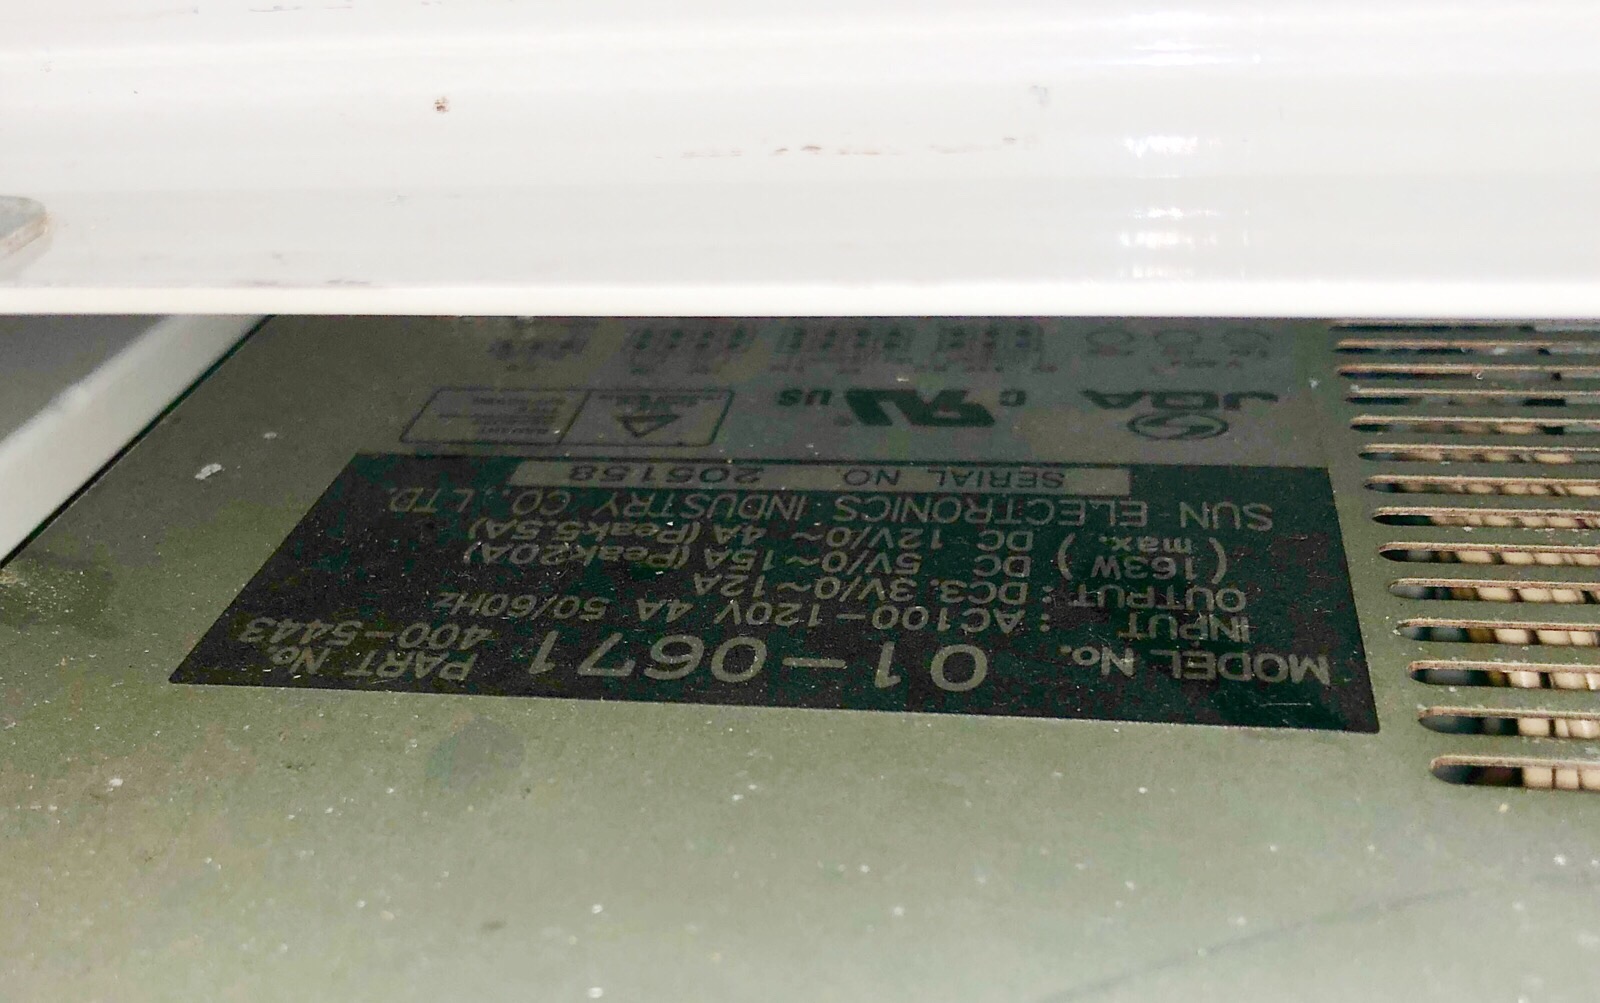 MODEL No. 01-0671 PART No. 400-5443
INPUT : AC100-120V 4A 50/60Hz
OUTPUT : DC3.3V/0~12A
(163W) DC 5V/0~15A (Peak20A)
( max. ) DC 12V/0~ 4A (Peak5.5A)
SUN ELECTRONICS INDUSTRY CO., LTD.
SERIAL NO. 205158
JQA C US